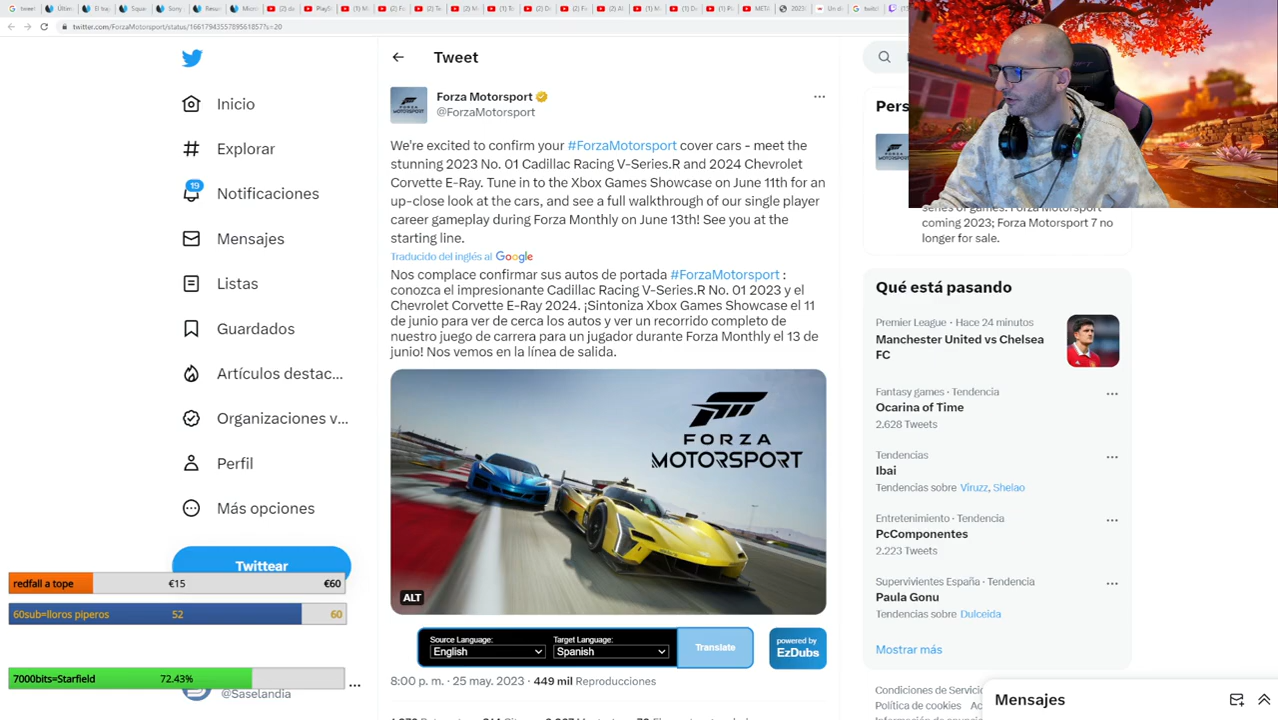 twitter.com/ForzaMotorsport/status/1661794355789561857?s=20
Tweet
Inicio
Explorar
19
Notificaciones
Mensajes
Listas
Guardados
Artículos destac...
Organizaciones v...
Perfil
Más opciones
Twittear
redfall a tope €15 €60
60sub=lloros piperos 52 60
7000bits=Starfield 72.43%
@Saselandia
Forza Motorsport
@ForzaMotorsport
We're excited to confirm your #ForzaMotorsport cover cars - meet the
stunning 2023 No. 01 Cadillac Racing V-Series.R and 2024 Chevrolet
Corvette E-Ray. Tune in to the Xbox Games Showcase on June 11th for an
up-close look at the cars, and see a full walkthrough of our single player
career gameplay during Forza Monthly on June 13th! See you at the
starting line.
Traducido del inglés al Google
Nos complace confirmar sus autos de portada #ForzaMotorsport :
conozca el impresionante Cadillac Racing V-Series.R No. 01 2023 y el
Chevrolet Corvette E-Ray 2024. ¡Sintoniza Xbox Games Showcase el 11
de junio para ver de cerca los autos y ver un recorrido completo de
nuestro juego de carrera para un jugador durante Forza Monthly el 13 de
junio! Nos vemos en la línea de salida.
FORZA
MOTORSPORT
ALT
Source Language:
English
Target Language:
Spanish
Translate
powered by
EzDubs
8:00 p. m. · 25 may. 2023 · 449 mil Reproducciones
Pers
coming 2023; Forza Motorsport 7 no
longer for sale.
Qué está pasando
Premier League · Hace 24 minutos
Manchester United vs Chelsea
FC
Fantasy games · Tendencia
Ocarina of Time
2.628 Tweets
Tendencias
Ibai
Tendencias sobre Viruzz, Shelao
Entretenimiento · Tendencia
PcComponentes
2.223 Tweets
Supervivientes España · Tendencia
Paula Gonu
Tendencias sobre Dulceida
Mostrar más
Condiciones de Servicio
Política de cookies
Mensajes